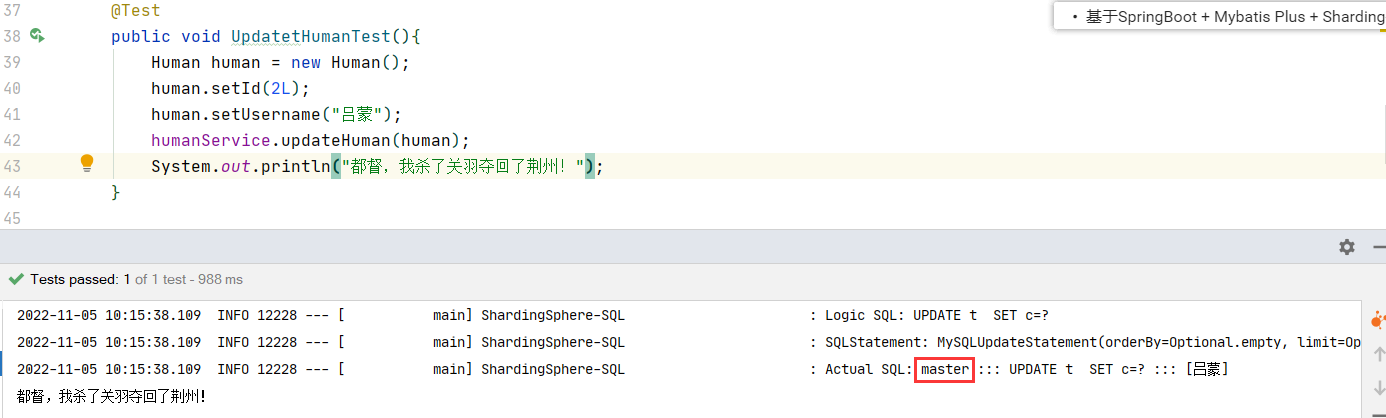 37 @Test
• 基于SpringBoot + Mybatis Plus + Sharding
38 public void UpdatetHumanTest(){
39 Human human = new Human();
40 human.setId(2L);
41 human.setUsername("吕蒙");
42 humanService.updateHuman(human);
43 System.out.println("都督，我杀了关羽夺回了荆州！");
44 }
45
Tests passed: 1 of 1 test - 988 ms
2022-11-05 10:15:38.109  INFO 12228 --- [           main] ShardingSphere-SQL                       : Logic SQL: UPDATE t  SET c=?
2022-11-05 10:15:38.109  INFO 12228 --- [           main] ShardingSphere-SQL                       : SQLStatement: MySQLUpdateStatement(orderBy=Optional.empty, limit=Op
2022-11-05 10:15:38.109  INFO 12228 --- [           main] ShardingSphere-SQL                       : Actual SQL: master ::: UPDATE t  SET c=? ::: [吕蒙]
都督，我杀了关羽夺回了荆州！